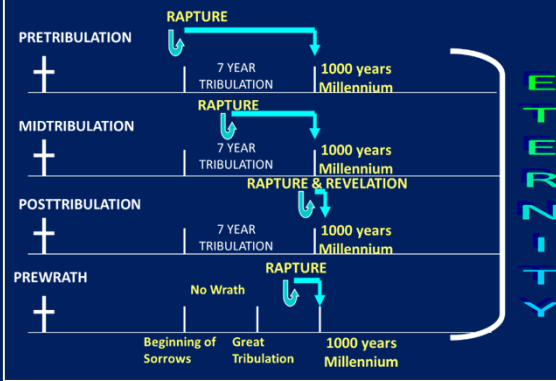 RAPTURE
PRETRIBULATION
7 YEAR
TRIBULATION
1000 years
Millennium
RAPTURE
MIDTRIBULATION
7 YEAR
TRIBULATION
1000 years
Millennium
RAPTURE & REVELATION
POSTTRIBULATION
7 YEAR
TRIBULATION
1000 years
Millennium
RAPTURE
PREWRATH
No Wrath
Beginning of
Sorrows
Great
Tribulation
1000 years
Millennium
ETERNITY